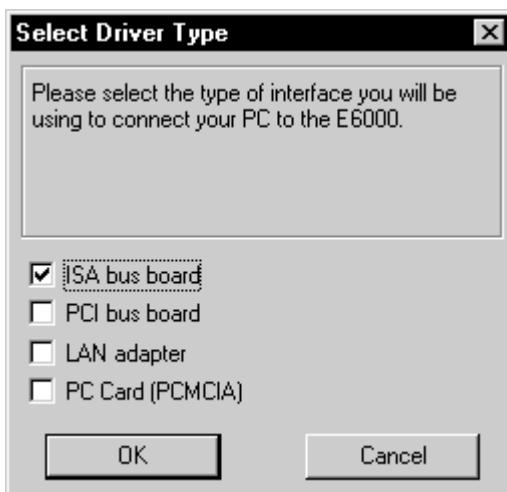 Select Driver Type
Please select the type of interface you will be
using to connect your PC to the E6000.
ISA bus board
PCI bus board
LAN adapter
PC Card (PCMCIA)
OK
Cancel